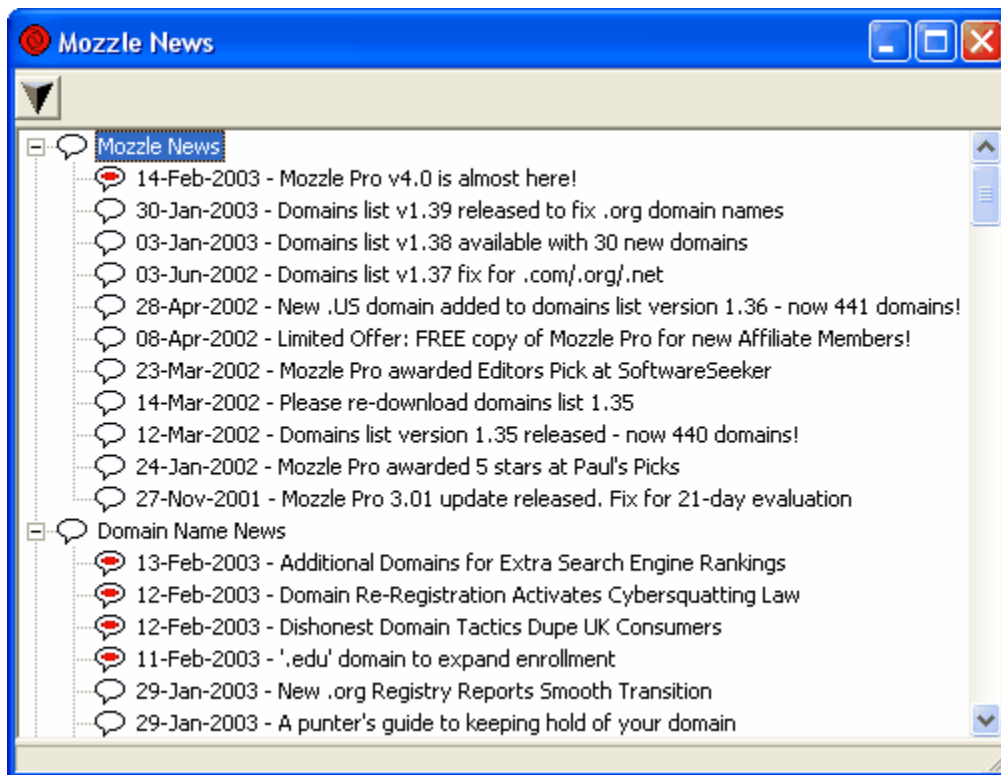 Mozzle News
Mozzle News
14-Feb-2003 - Mozzle Pro v4.0 is almost here!
30-Jan-2003 - Domains list v1.39 released to fix .org domain names
03-Jan-2003 - Domains list v1.38 available with 30 new domains
03-Jun-2002 - Domains list v1.37 fix for .com/.org/.net
28-Apr-2002 - New .US domain added to domains list version 1.36 - now 441 domains!
08-Apr-2002 - Limited Offer: FREE copy of Mozzle Pro for new Affiliate Members!
23-Mar-2002 - Mozzle Pro awarded Editors Pick at SoftwareSeeker
14-Mar-2002 - Please re-download domains list 1.35
12-Mar-2002 - Domains list version 1.35 released - now 440 domains!
24-Jan-2002 - Mozzle Pro awarded 5 stars at Paul's Picks
27-Nov-2001 - Mozzle Pro 3.01 update released. Fix for 21-day evaluation
Domain Name News
13-Feb-2003 - Additional Domains for Extra Search Engine Rankings
12-Feb-2003 - Domain Re-Registration Activates Cybersquatting Law
12-Feb-2003 - Dishonest Domain Tactics Dupe UK Consumers
11-Feb-2003 - '.edu' domain to expand enrollment
29-Jan-2003 - New .org Registry Reports Smooth Transition
29-Jan-2003 - A punter's guide to keeping hold of your domain